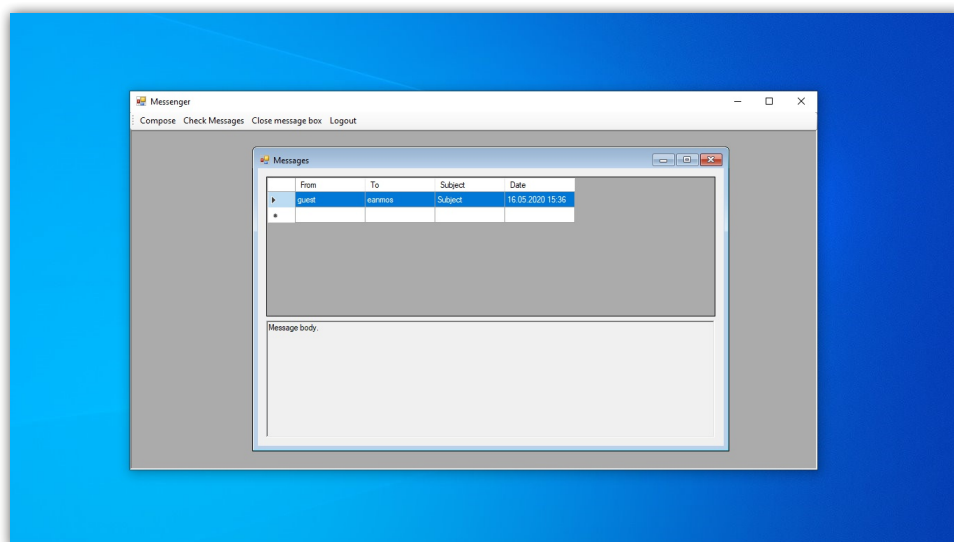 Messenger
Compose Check Messages Close message box Logout
Messages
From To Subject Date
guest eanmos Subject 16.05.2020 15:36
Message body.